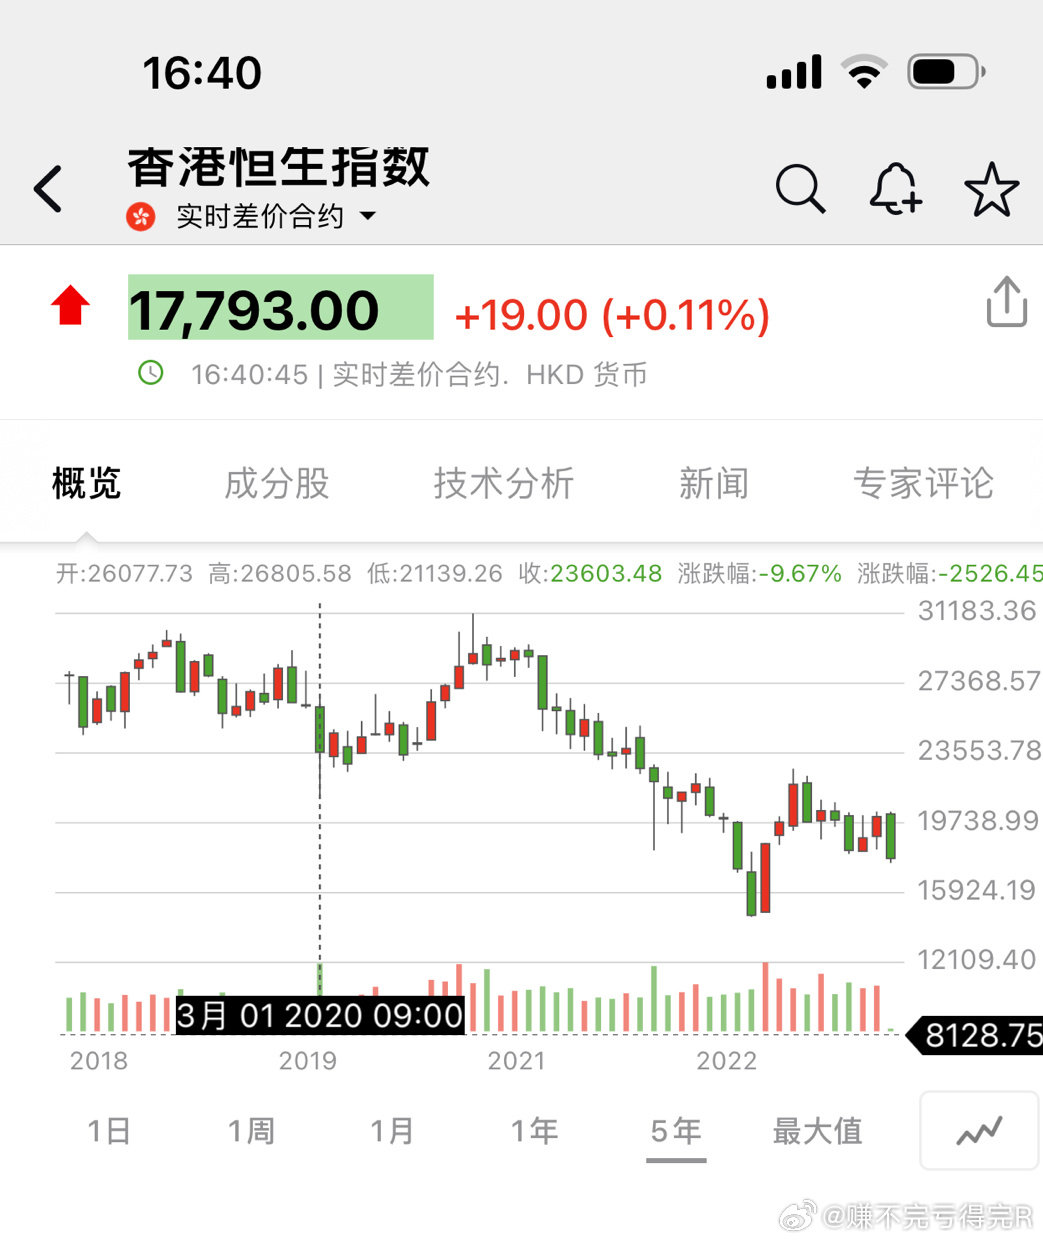 16:40
香港恒生指数
实时差价合约
17,793.00 +19.00 (+0.11%)
16:40:45 | 实时差价合约. HKD 货币
概览 成分股 技术分析 新闻 专家评论
开:26077.73 高:26805.58 低:21139.26 收:23603.48 涨跌幅:-9.67% 涨跌幅:-2526.45
31183.36
27368.57
23553.78
19738.99
15924.19
12109.40
3月 01 2020 09:00
8128.75
2018 2019 2021 2022
1日 1周 1月 1年 5年 最大值
@赚不完亏得完R